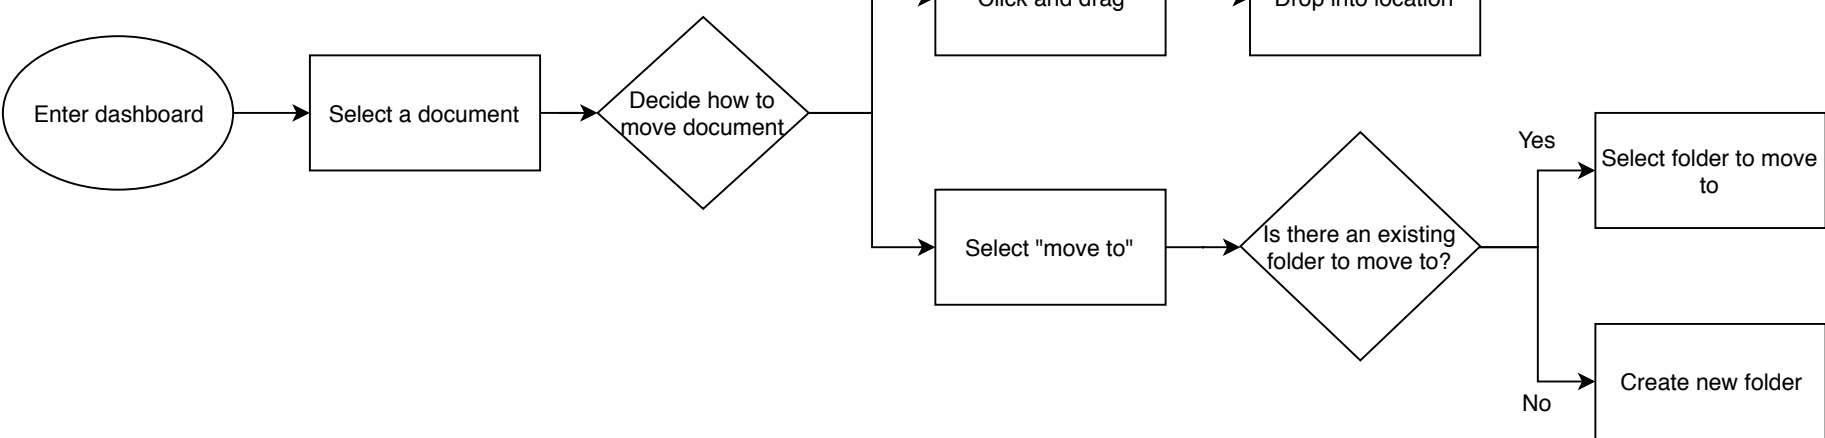 Click and drag
Drop into location
Enter dashboard
Select a document
Decide how to
move document
Yes
Select folder to move
to
Select "move to"
Is there an existing
folder to move to?
Create new folder
No